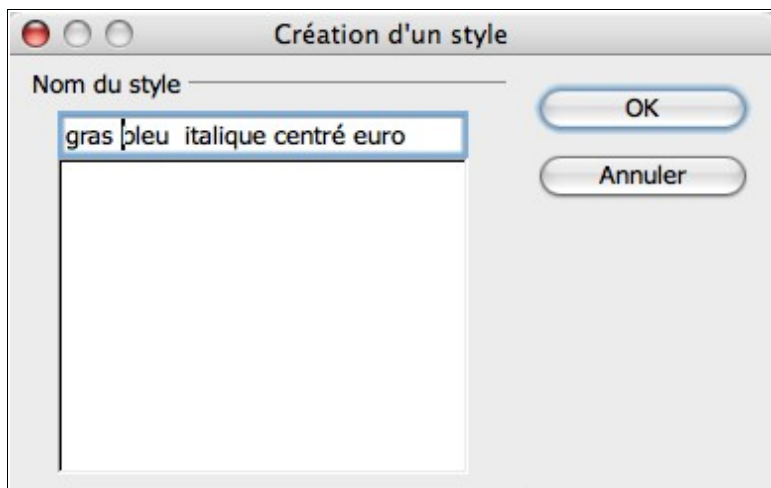 Création d'un style
Nom du style
OK
gras bleu  italique centré euro
Annuler